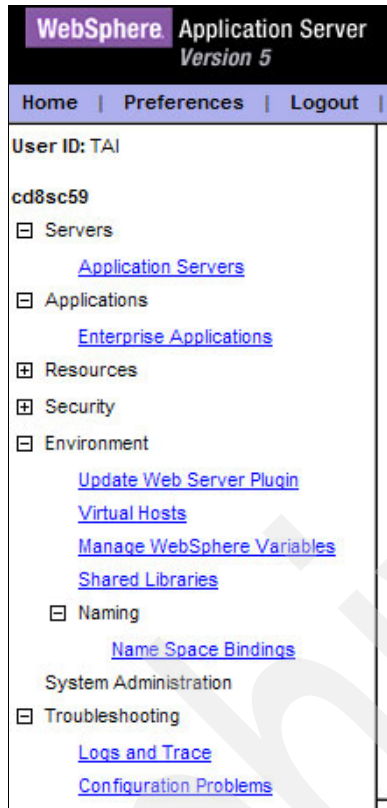 WebSphere. Application Server
Version 5
Home | Preferences | Logout |
User ID: TAI
cd8sc59
Servers
Application Servers
Applications
Enterprise Applications
Resources
Security
Environment
Update Web Server Plugin
Virtual Hosts
Manage WebSphere Variables
Shared Libraries
Naming
Name Space Bindings
System Administration
Troubleshooting
Logs and Trace
Configuration Problems